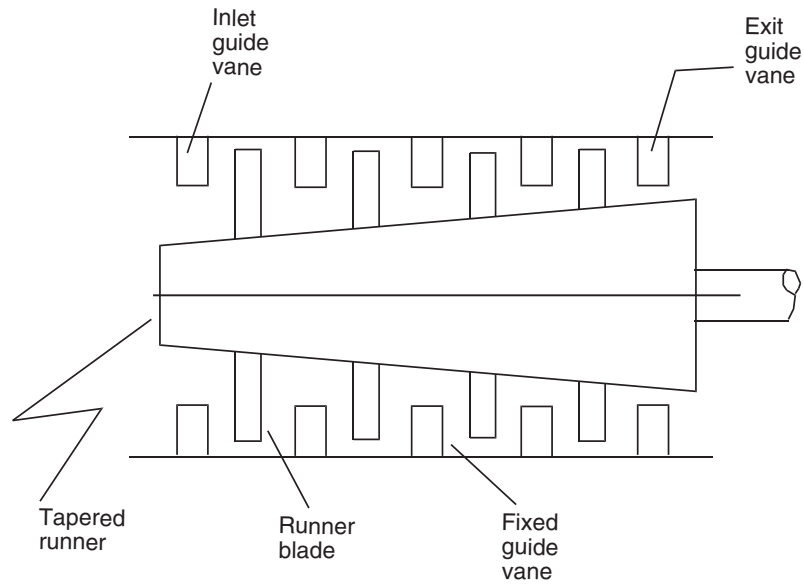 Inlet
guide
vane
Exit
guide
vane
Tapered
runner
Runner
blade
Fixed
guide
vane